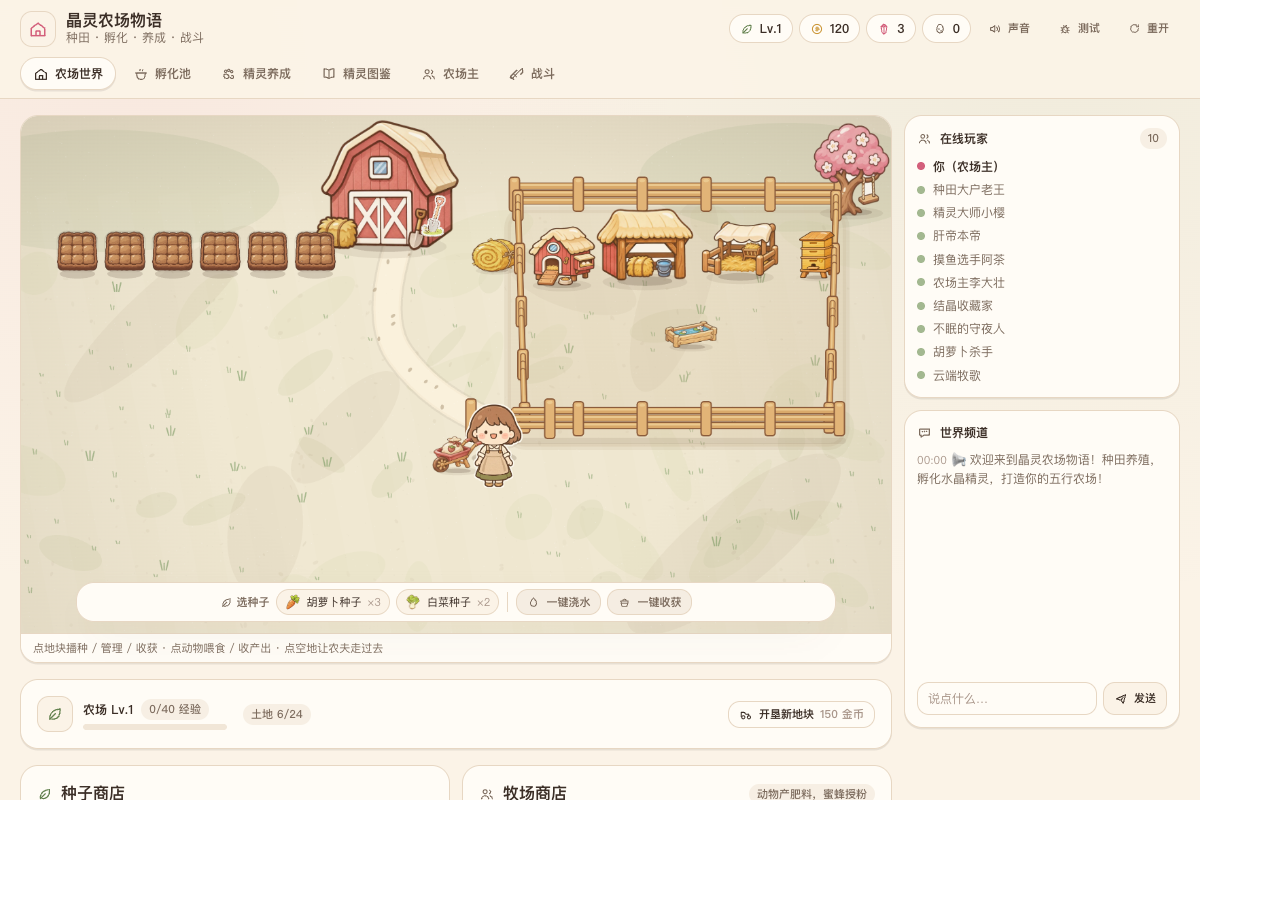 晶灵农场物语
种田 · 孵化 · 养成 · 战斗
Lv.1
120
3
0
声音
测试
重开
农场世界
孵化池
精灵养成
精灵图鉴
农场主
战斗
选种子
胡萝卜种子 ×3
白菜种子 ×2
一键浇水
一键收获
点地块播种 / 管理 / 收获 · 点动物喂食 / 收产出 · 点空地让农夫走过去
农场 Lv.1
0/40 经验
土地 6/24
开垦新地块 150 金币
种子商店
牧场商店
动物产肥料，蜜蜂授粉
在线玩家
10
你（农场主）
种田大户老王
精灵大师小樱
肝帝本帝
摸鱼选手阿茶
农场主李大壮
结晶收藏家
不眠的守夜人
胡萝卜杀手
云端牧歌
世界频道
00:00 📢 欢迎来到晶灵农场物语！种田养殖，
孵化水晶精灵，打造你的五行农场！
说点什么...
发送